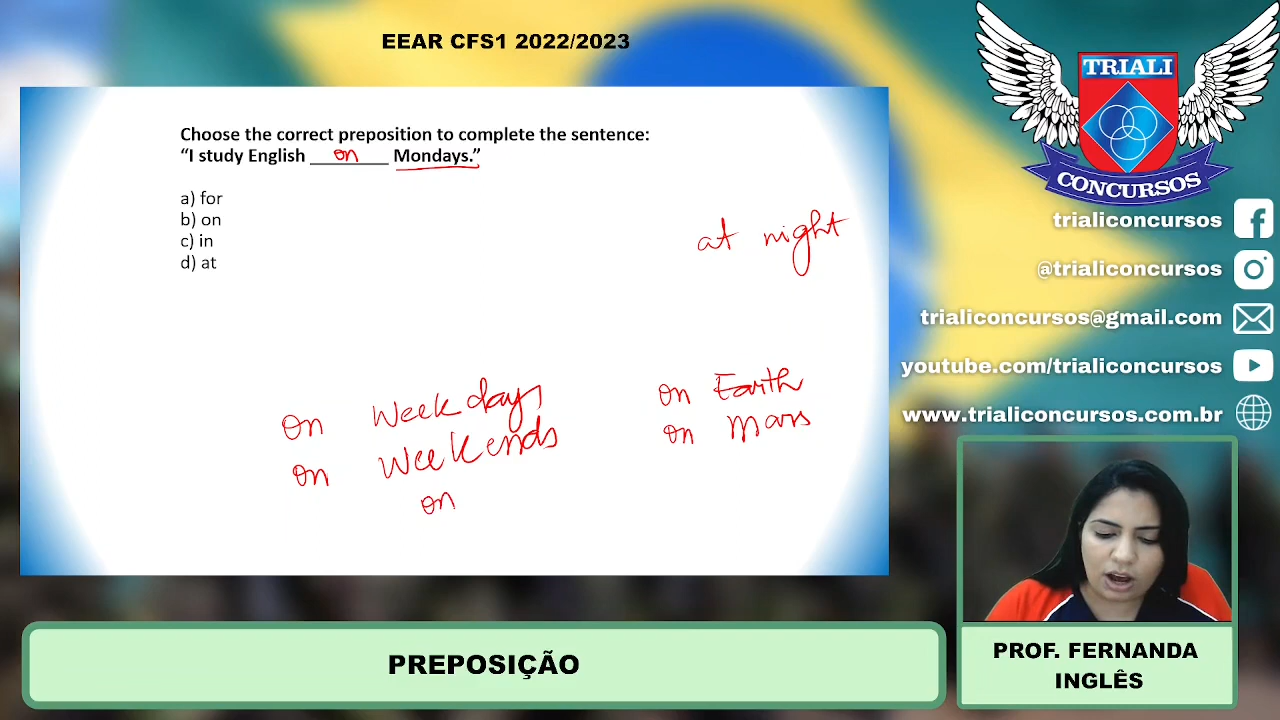 EEAR CFS1 2022/2023
TRIALI
CONCURSOS
Choose the correct preposition to complete the sentence:
“I study English on Mondays.”
a) for
b) on
c) in
d) at
at night
on Weekdays
on Weekends
on
on Earth
on Mars
trialiconcursos
@trialiconcursos
trialiconcursos@gmail.com
youtube.com/trialiconcursos
www.trialiconcursos.com.br
PREPOSIÇÃO
PROF. FERNANDA
INGLÊS